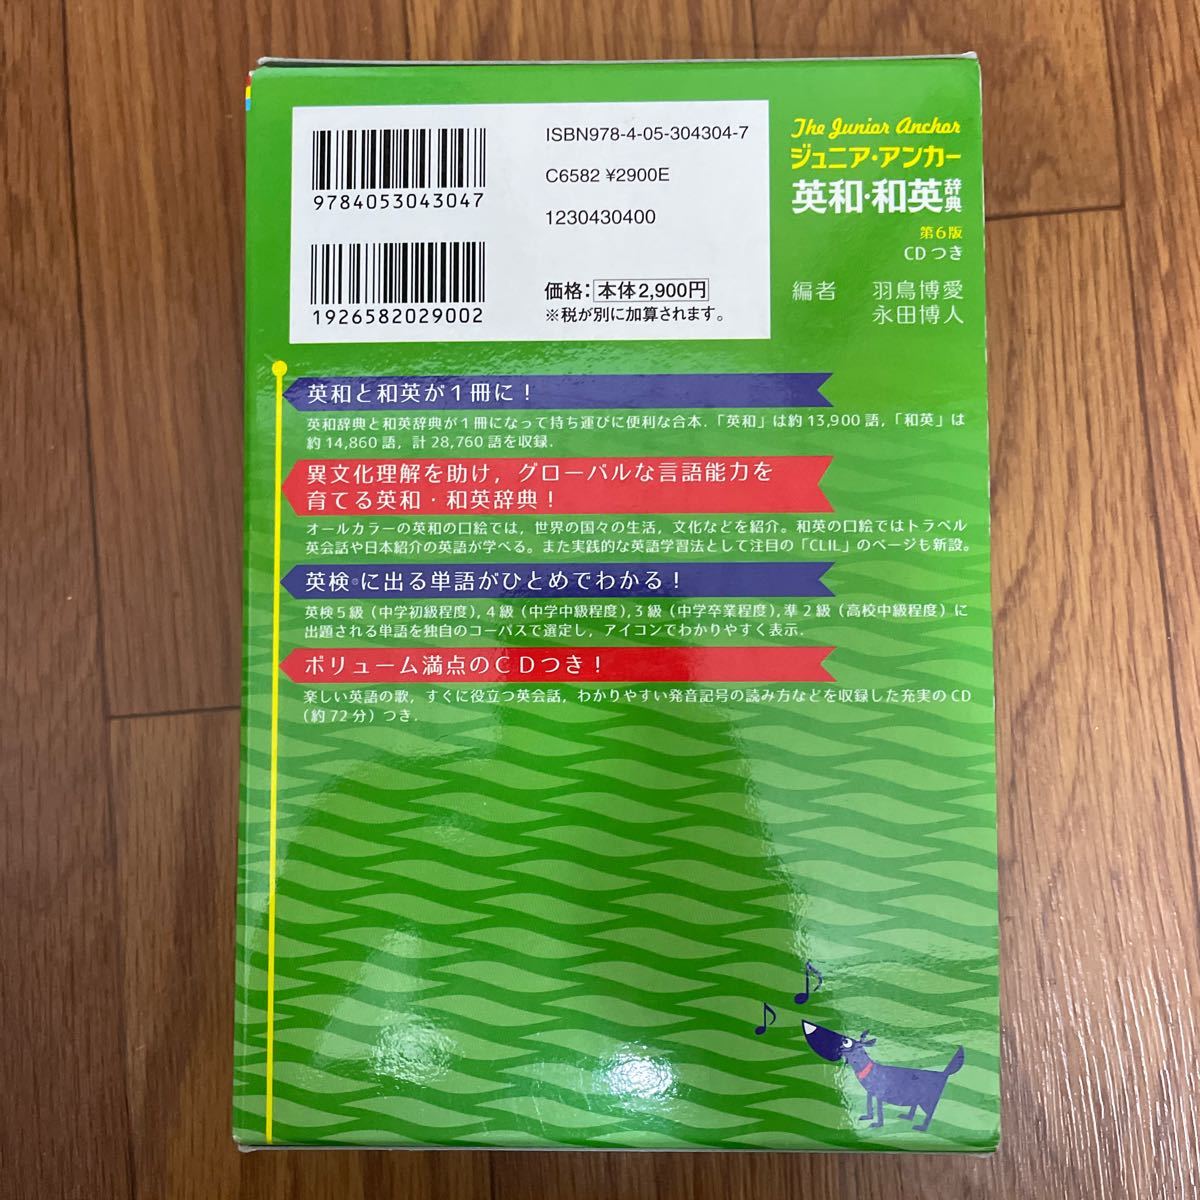 ISBN978-4-05-304304-7
C6582 ¥2900E
1230430400
価格：本体2,900円
※税が別に加算されます。
9784053043047
1926582029002
The Junior Anchor
ジュニア・アンカー
英和・和英辞典
第6版
CDつき
編者 羽鳥博愛
永田博人
英和と和英が１冊に！
英和辞典と和英辞典が１冊になって持ち運びに便利な合本．「英和」は約13,900語，「和英」は
約14,860語，計28,760語を収録．
異文化理解を助け，グローバルな言語能力を
育てる英和・和英辞典！
オールカラーの英和の口絵では，世界の国々の生活，文化などを紹介。和英の口絵ではトラベル
英会話や日本紹介の英語が学べる。また実践的な英語学習法として注目の「CLIL」のページも新設。
英検®に出る単語がひとめでわかる！
英検５級（中学初級程度），４級（中学中級程度），３級（中学卒業程度），準２級（高校中級程度）に
出題される単語を独自のコーパスで選定し，アイコンでわかりやすく表示．
ボリューム満点のＣＤつき！
楽しい英語の歌，すぐに役立つ英会話，わかりやすい発音記号の読み方などを収録した充実のCD
（約72分）つき．